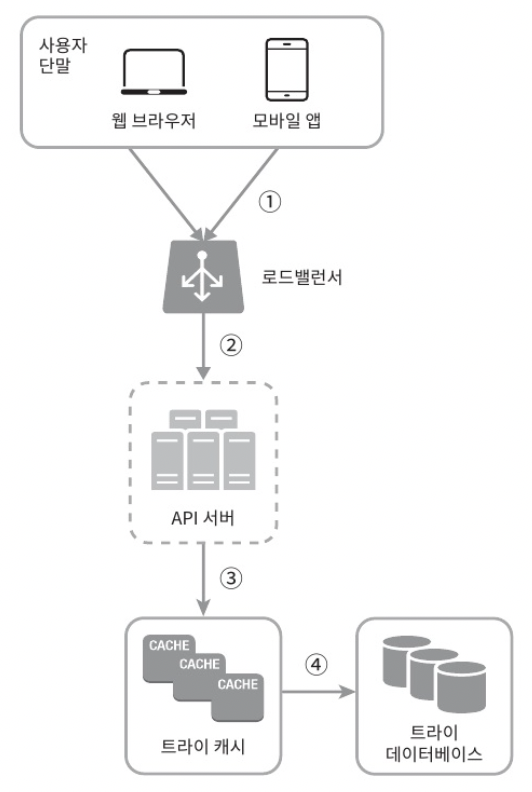 사용자
단말
웹 브라우저
모바일 앱
①
로드밸런서
②
API 서버
③
CACHE
CACHE
CACHE
트라이 캐시
④
트라이
데이터베이스